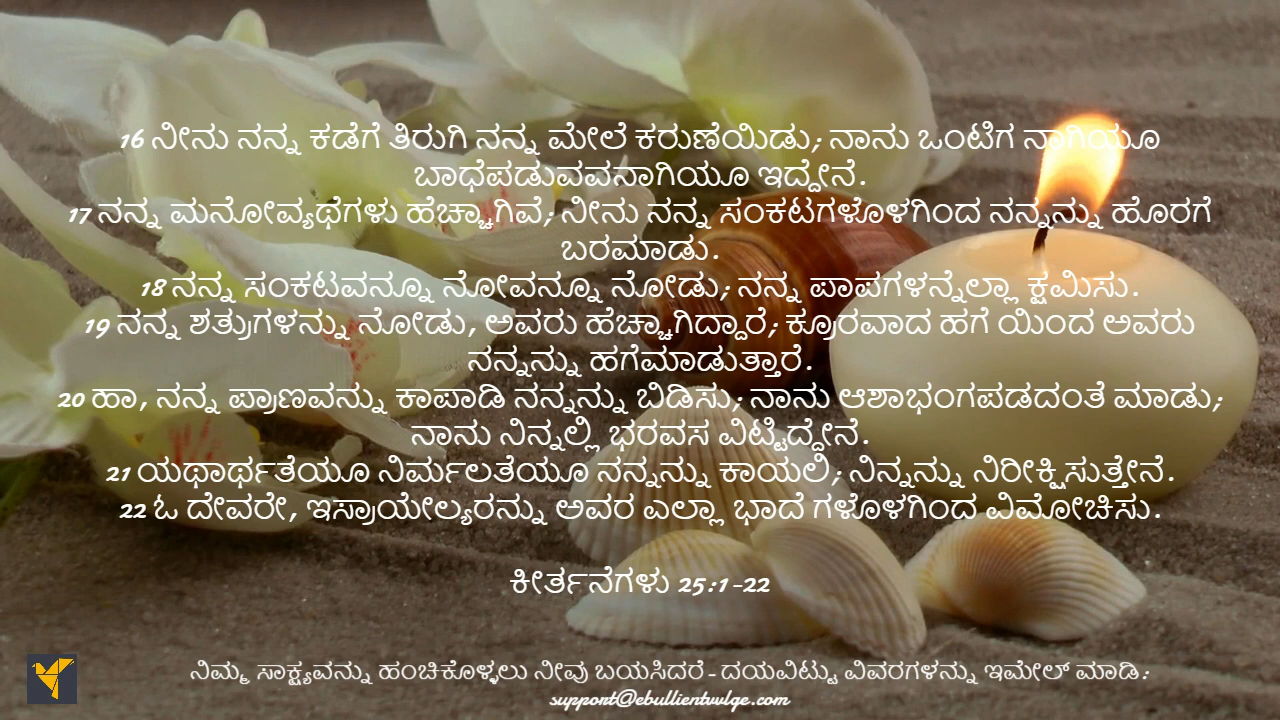 16 ನೀನು ನನ್ನ ಕಡೆಗೆ ತಿರುಗಿ ನನ್ನ ಮೇಲೆ ಕರುಣೆಯಿಡು; ನಾನು ಒಂಟಿಗ ನಾಗಿಯೂ
ಬಾಧೆಪಡುವವನಾಗಿಯೂ ಇದ್ದೇನೆ.
17 ನನ್ನ ಮನೋವ್ಯಥೆಗಳು ಹೆಚ್ಚಾಗಿವೆ; ನೀನು ನನ್ನ ಸಂಕಟಗಳೊಳಗಿಂದ ನನ್ನನ್ನು ಹೊರಗೆ
ಬರಮಾಡು.
18 ನನ್ನ ಸಂಕಟವನ್ನೂ ನೋವನ್ನೂ ನೋಡು; ನನ್ನ ಪಾಪಗಳನ್ನೆಲ್ಲಾ ಕ್ಷಮಿಸು.
19 ನನ್ನ ಶತ್ರುಗಳನ್ನು ನೋಡು, ಅವರು ಹೆಚ್ಚಾಗಿದ್ದಾರೆ; ಕ್ರೂರವಾದ ಹಗೆ ಯಿಂದ ಅವರು
ನನ್ನನ್ನು ಹಗೆಮಾಡುತ್ತಾರೆ.
20 ಹಾ, ನನ್ನ ಪ್ರಾಣವನ್ನು ಕಾಪಾಡಿ ನನ್ನನ್ನು ಬಿಡಿಸು; ನಾನು ಆಶಾಭಂಗಪಡದಂತೆ ಮಾಡು;
ನಾನು ನಿನ್ನಲ್ಲಿ ಭರವಸ ವಿಟ್ಟಿದ್ದೇನೆ.
21 ಯಥಾರ್ಥತೆಯೂ ನಿರ್ಮಲತೆಯೂ ನನ್ನನ್ನು ಕಾಯಲಿ; ನಿನ್ನನ್ನು ನಿರೀಕ್ಷಿಸುತ್ತೇನೆ.
22 ಓ ದೇವರೇ, ಇಸ್ರಾಯೇಲ್ಯರನ್ನು ಅವರ ಎಲ್ಲಾ ಭಾದೆ ಗಳೊಳಗಿಂದ ವಿಮೋಚಿಸು.
ಕೀರ್ತನೆಗಳು 25:1-22
ನಿಮ್ಮ ಸಾಕ್ಷ್ಯವನ್ನು ಹಂಚಿಕೊಳ್ಳಲು ನೀವು ಬಯಸಿದರೆ - ದಯವಿಟ್ಟು ವಿವರಗಳನ್ನು ಇಮೇಲ್ ಮಾಡಿ:
support@ebullientwlge.com